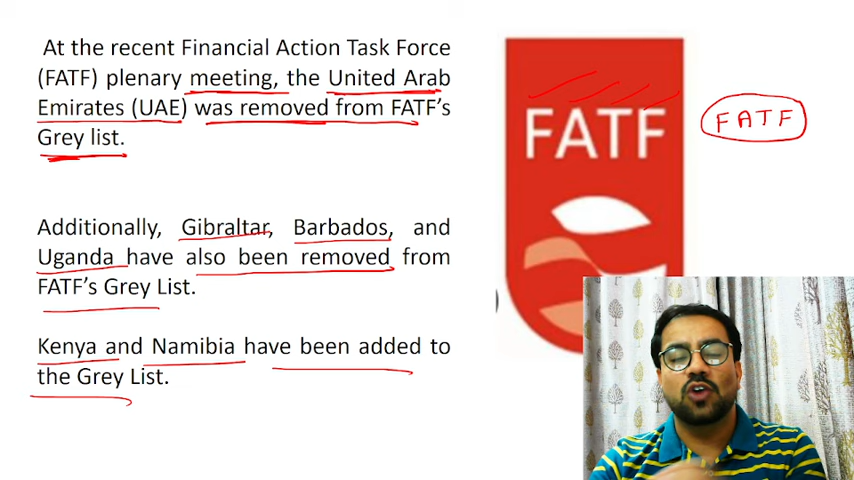 At the recent Financial Action Task Force
(FATF) plenary meeting, the United Arab
Emirates (UAE) was removed from FATF's
Grey list.
Additionally, Gibraltar, Barbados, and
Uganda have also been removed from
FATF's Grey List.
Kenya and Namibia have been added to
the Grey List.
FATF
FATF